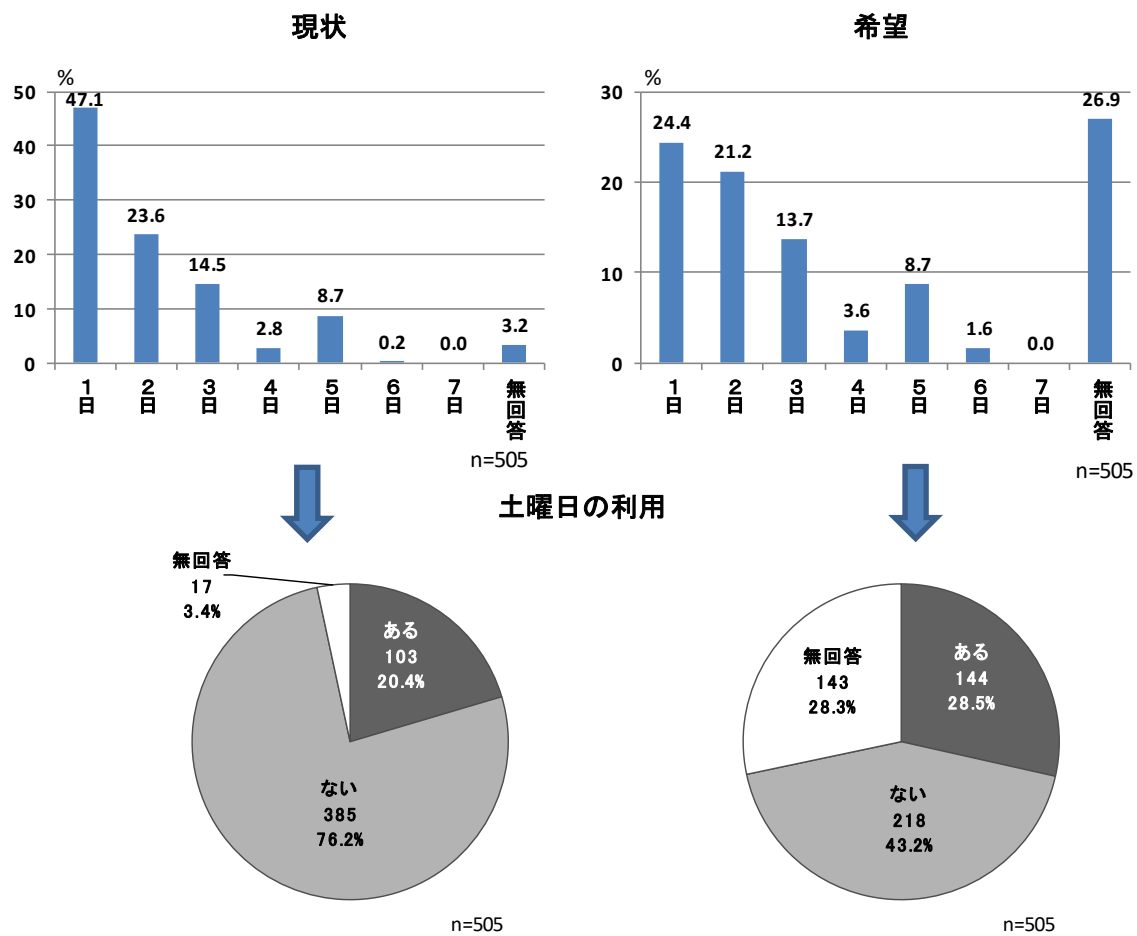 現状
%
50
40
30
20
10
0
47.1
23.6
14.5
2.8
8.7
0.2
0.0
3.2
1日
2日
3日
4日
5日
6日
7日
無回答
n=505
希望
%
30
20
10
0
24.4
21.2
13.7
3.6
8.7
1.6
0.0
26.9
1日
2日
3日
4日
5日
6日
7日
無回答
n=505
土曜日の利用
無回答
17
3.4%
ある
103
20.4%
ない
385
76.2%
n=505
無回答
143
28.3%
ある
144
28.5%
ない
218
43.2%
n=505